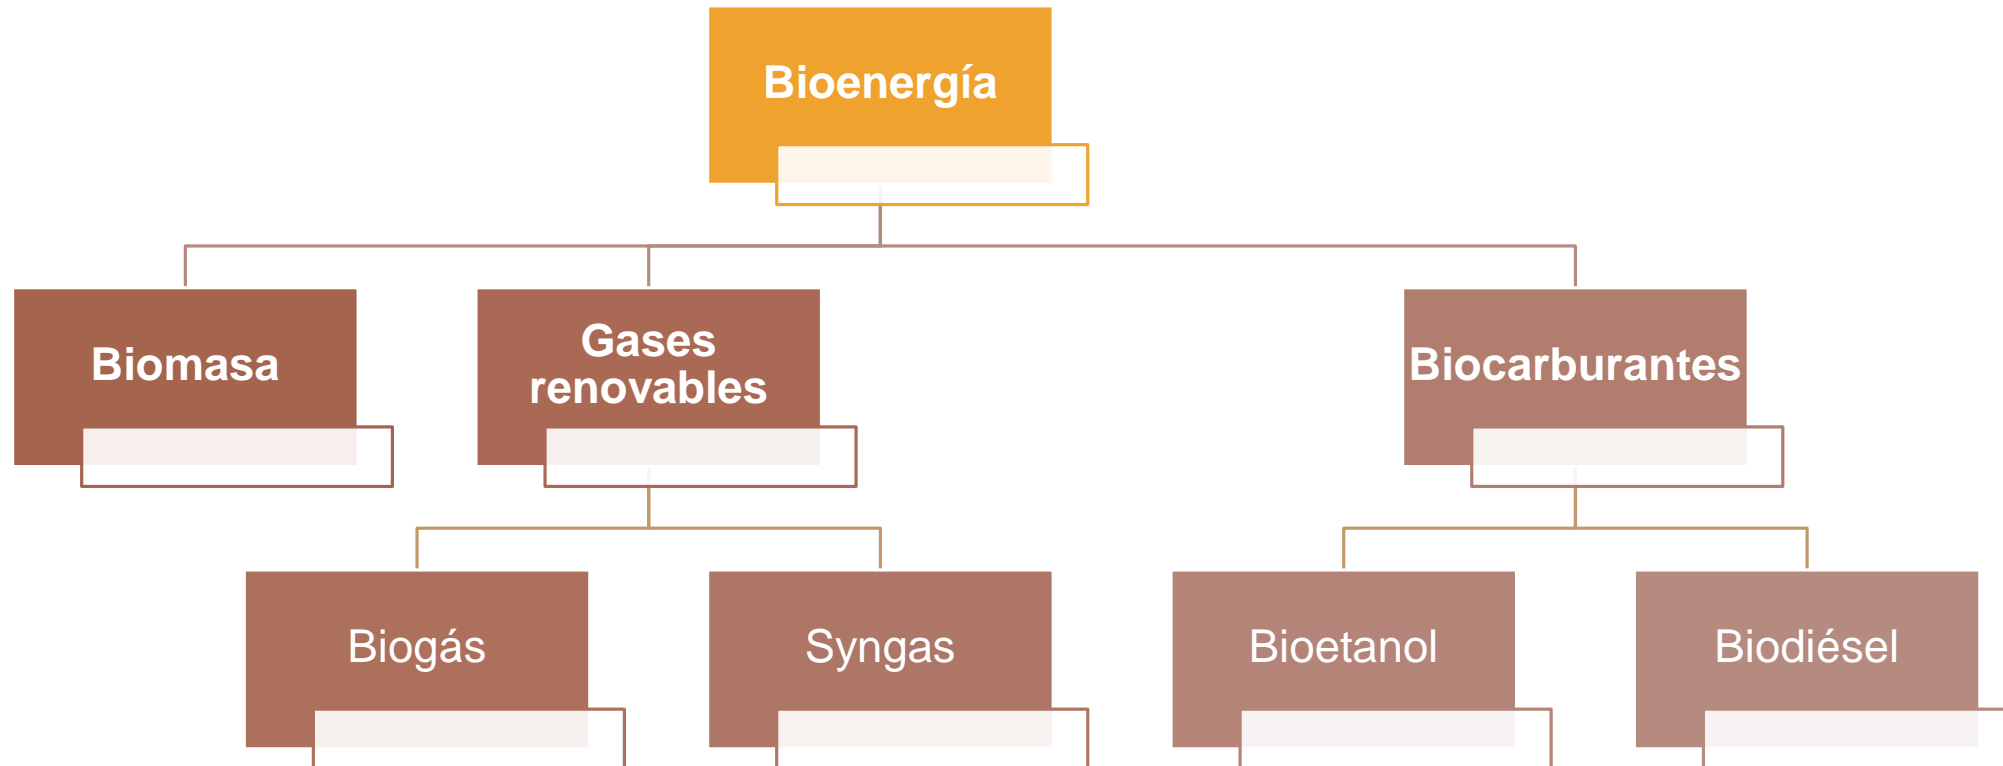 Bioenergía
Biomasa
Gases
renovables
Biocarburantes
Biogás
Syngas
Bioetanol
Biodiésel